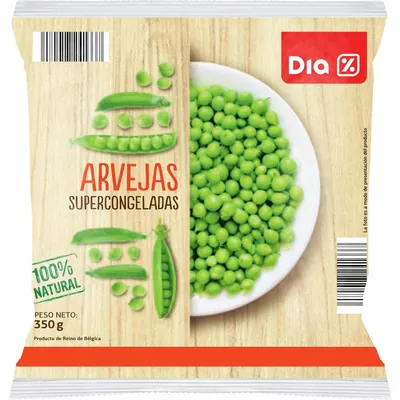 Dia %
ARVEJAS
SUPERCONGELADAS
100%
NATURAL
PESO NETO:
350 g
Producto de Reino de Bélgica
La foto es a modo de presentación del producto